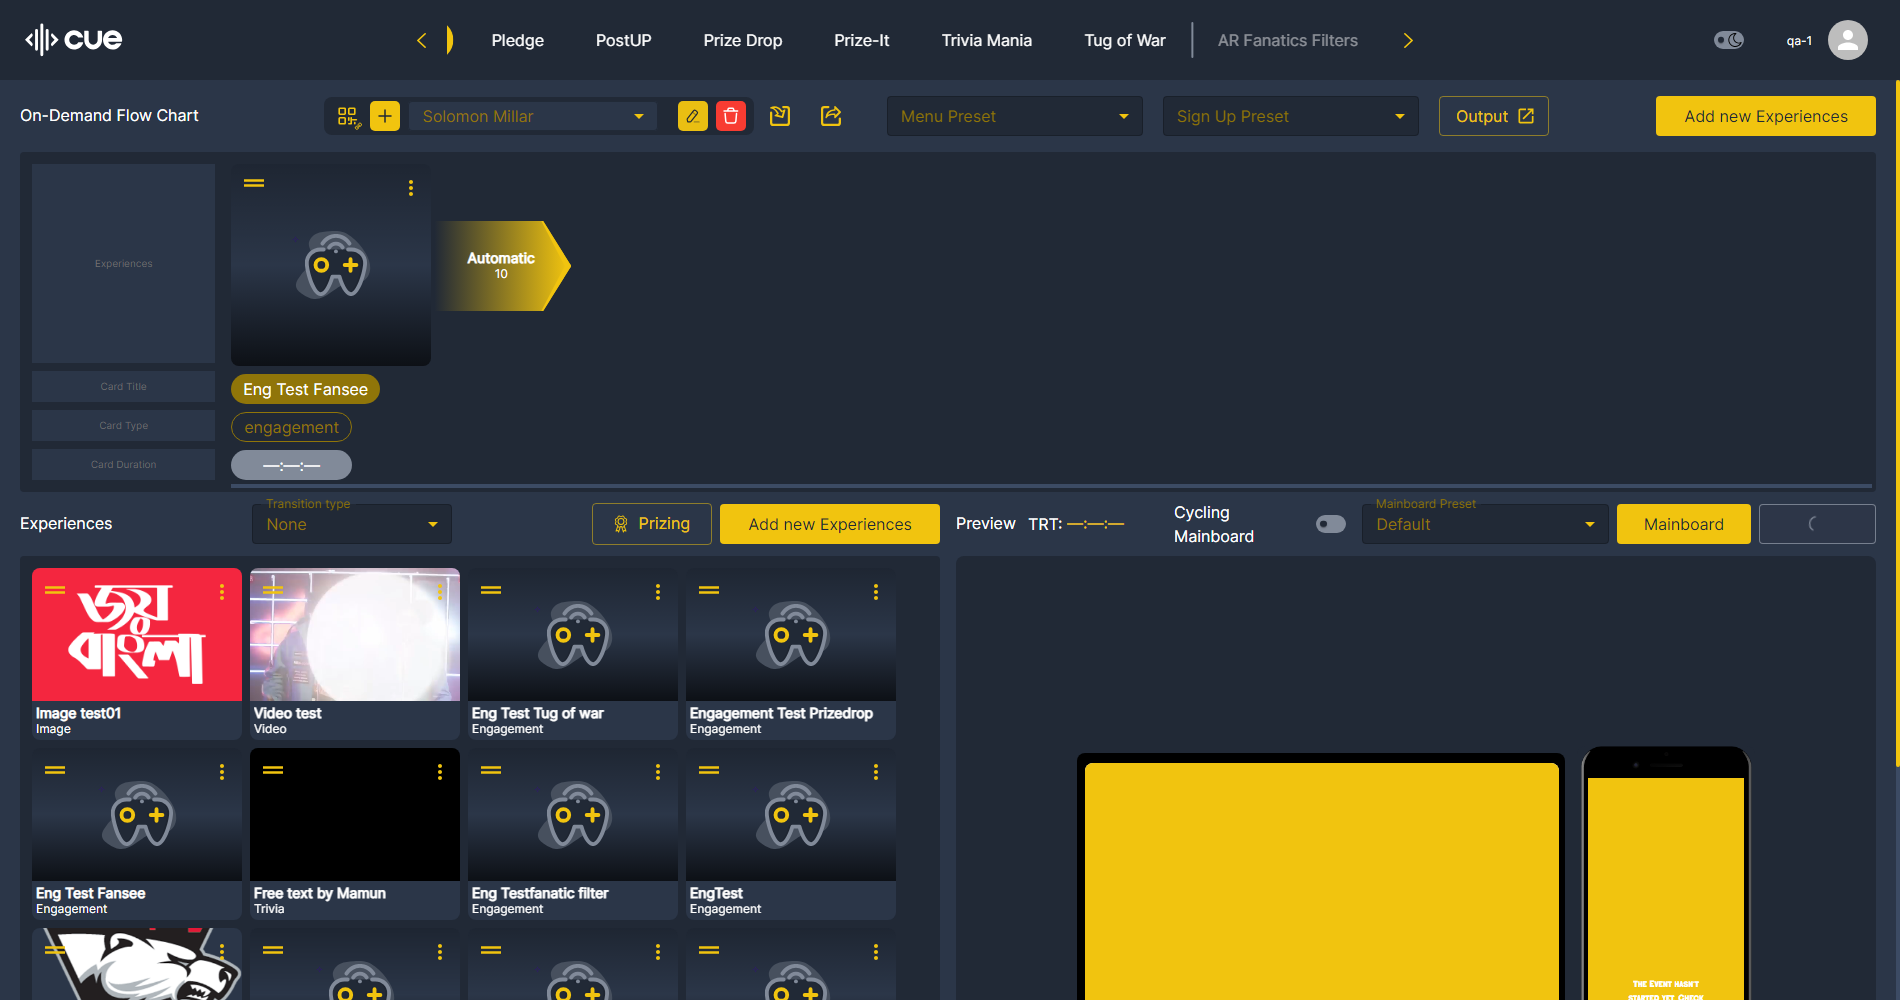 cue
Pledge
PostUP
Prize Drop
Prize-It
Trivia Mania
Tug of War
AR Fanatics Filters
qa-1
On-Demand Flow Chart
Solomon Millar
Menu Preset
Sign Up Preset
Output
Add new Experiences
Experiences
Automatic
10
Card Title
Eng Test Fansee
Card Type
engagement
Card Duration
—:—:—
Experiences
Transition type
None
Prizing
Add new Experiences
Preview
TRT: —:—:—
Cycling
Mainboard
Mainboard Preset
Default
Mainboard
জয়
বাংলা
Image test01
Image
Video test
Video
Eng Test Tug of war
Engagement
Engagement Test Prizedrop
Engagement
Eng Test Fansee
Engagement
Free text by Mamun
Trivia
Eng Testfanatic filter
Engagement
EngTest
Engagement
The Event hasn't
started yet. Check